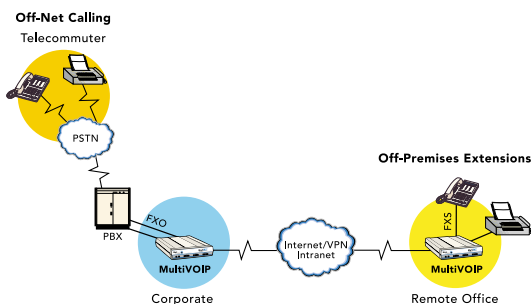 Off-Net Calling
Telecommuter
PSTN
Off-Premises Extensions
FXO
FXS
PBX
Internet/VPN
Intranet
MultiVOIP
MultiVOIP
Corporate
Remote Office